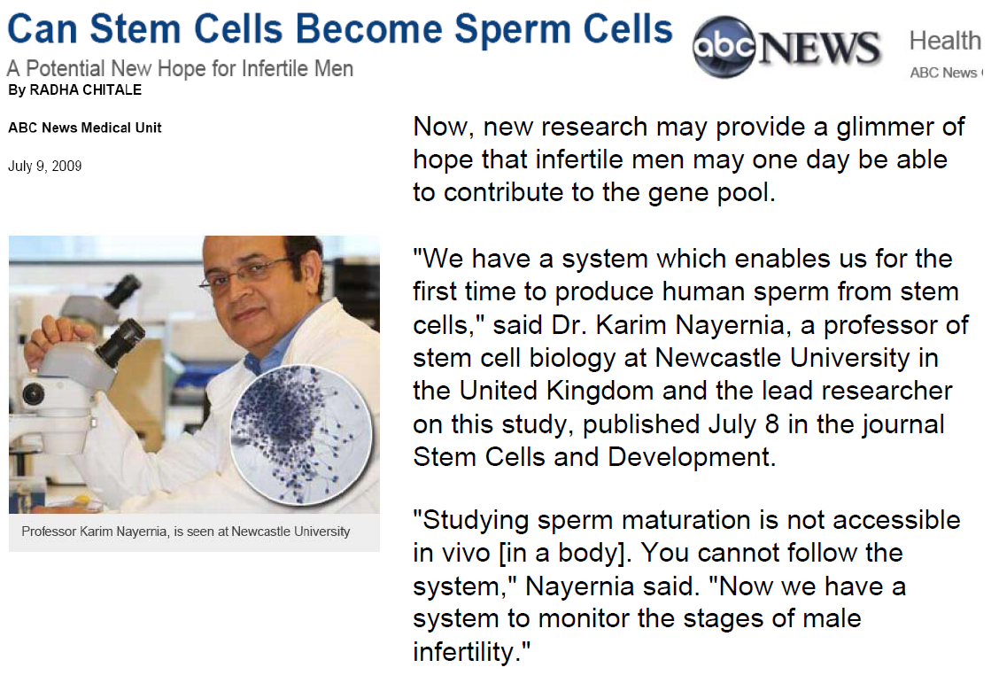 Can Stem Cells Become Sperm Cells
A Potential New Hope for Infertile Men
By RADHA CHITALE
ABC News Medical Unit
July 9, 2009
abc NEWS
Health
ABC News
Now, new research may provide a glimmer of
hope that infertile men may one day be able
to contribute to the gene pool.
"We have a system which enables us for the
first time to produce human sperm from stem
cells," said Dr. Karim Nayernia, a professor of
stem cell biology at Newcastle University in
the United Kingdom and the lead researcher
on this study, published July 8 in the journal
Stem Cells and Development.
"Studying sperm maturation is not accessible
in vivo [in a body]. You cannot follow the
system," Nayernia said. "Now we have a
system to monitor the stages of male
infertility."
Professor Karim Nayernia, is seen at Newcastle University